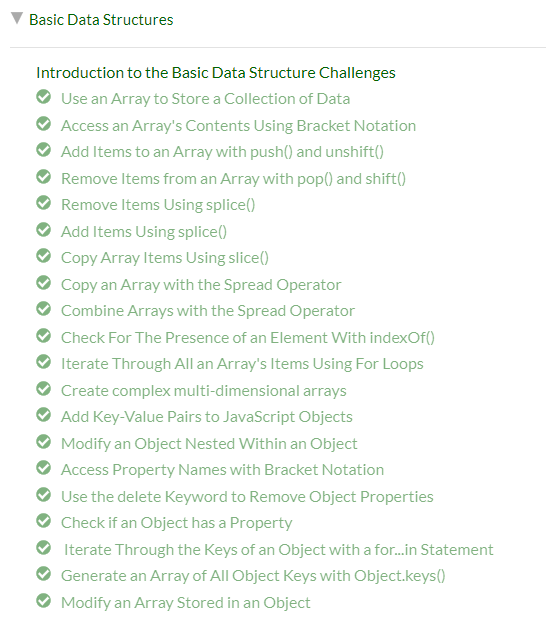 Basic Data Structures
Introduction to the Basic Data Structure Challenges
Use an Array to Store a Collection of Data
Access an Array's Contents Using Bracket Notation
Add Items to an Array with push() and unshift()
Remove Items from an Array with pop() and shift()
Remove Items Using splice()
Add Items Using splice()
Copy Array Items Using slice()
Copy an Array with the Spread Operator
Combine Arrays with the Spread Operator
Check For The Presence of an Element With indexOf()
Iterate Through All an Array's Items Using For Loops
Create complex multi-dimensional arrays
Add Key-Value Pairs to JavaScript Objects
Modify an Object Nested Within an Object
Access Property Names with Bracket Notation
Use the delete Keyword to Remove Object Properties
Check if an Object has a Property
Iterate Through the Keys of an Object with a for...in Statement
Generate an Array of All Object Keys with Object.keys()
Modify an Array Stored in an Object